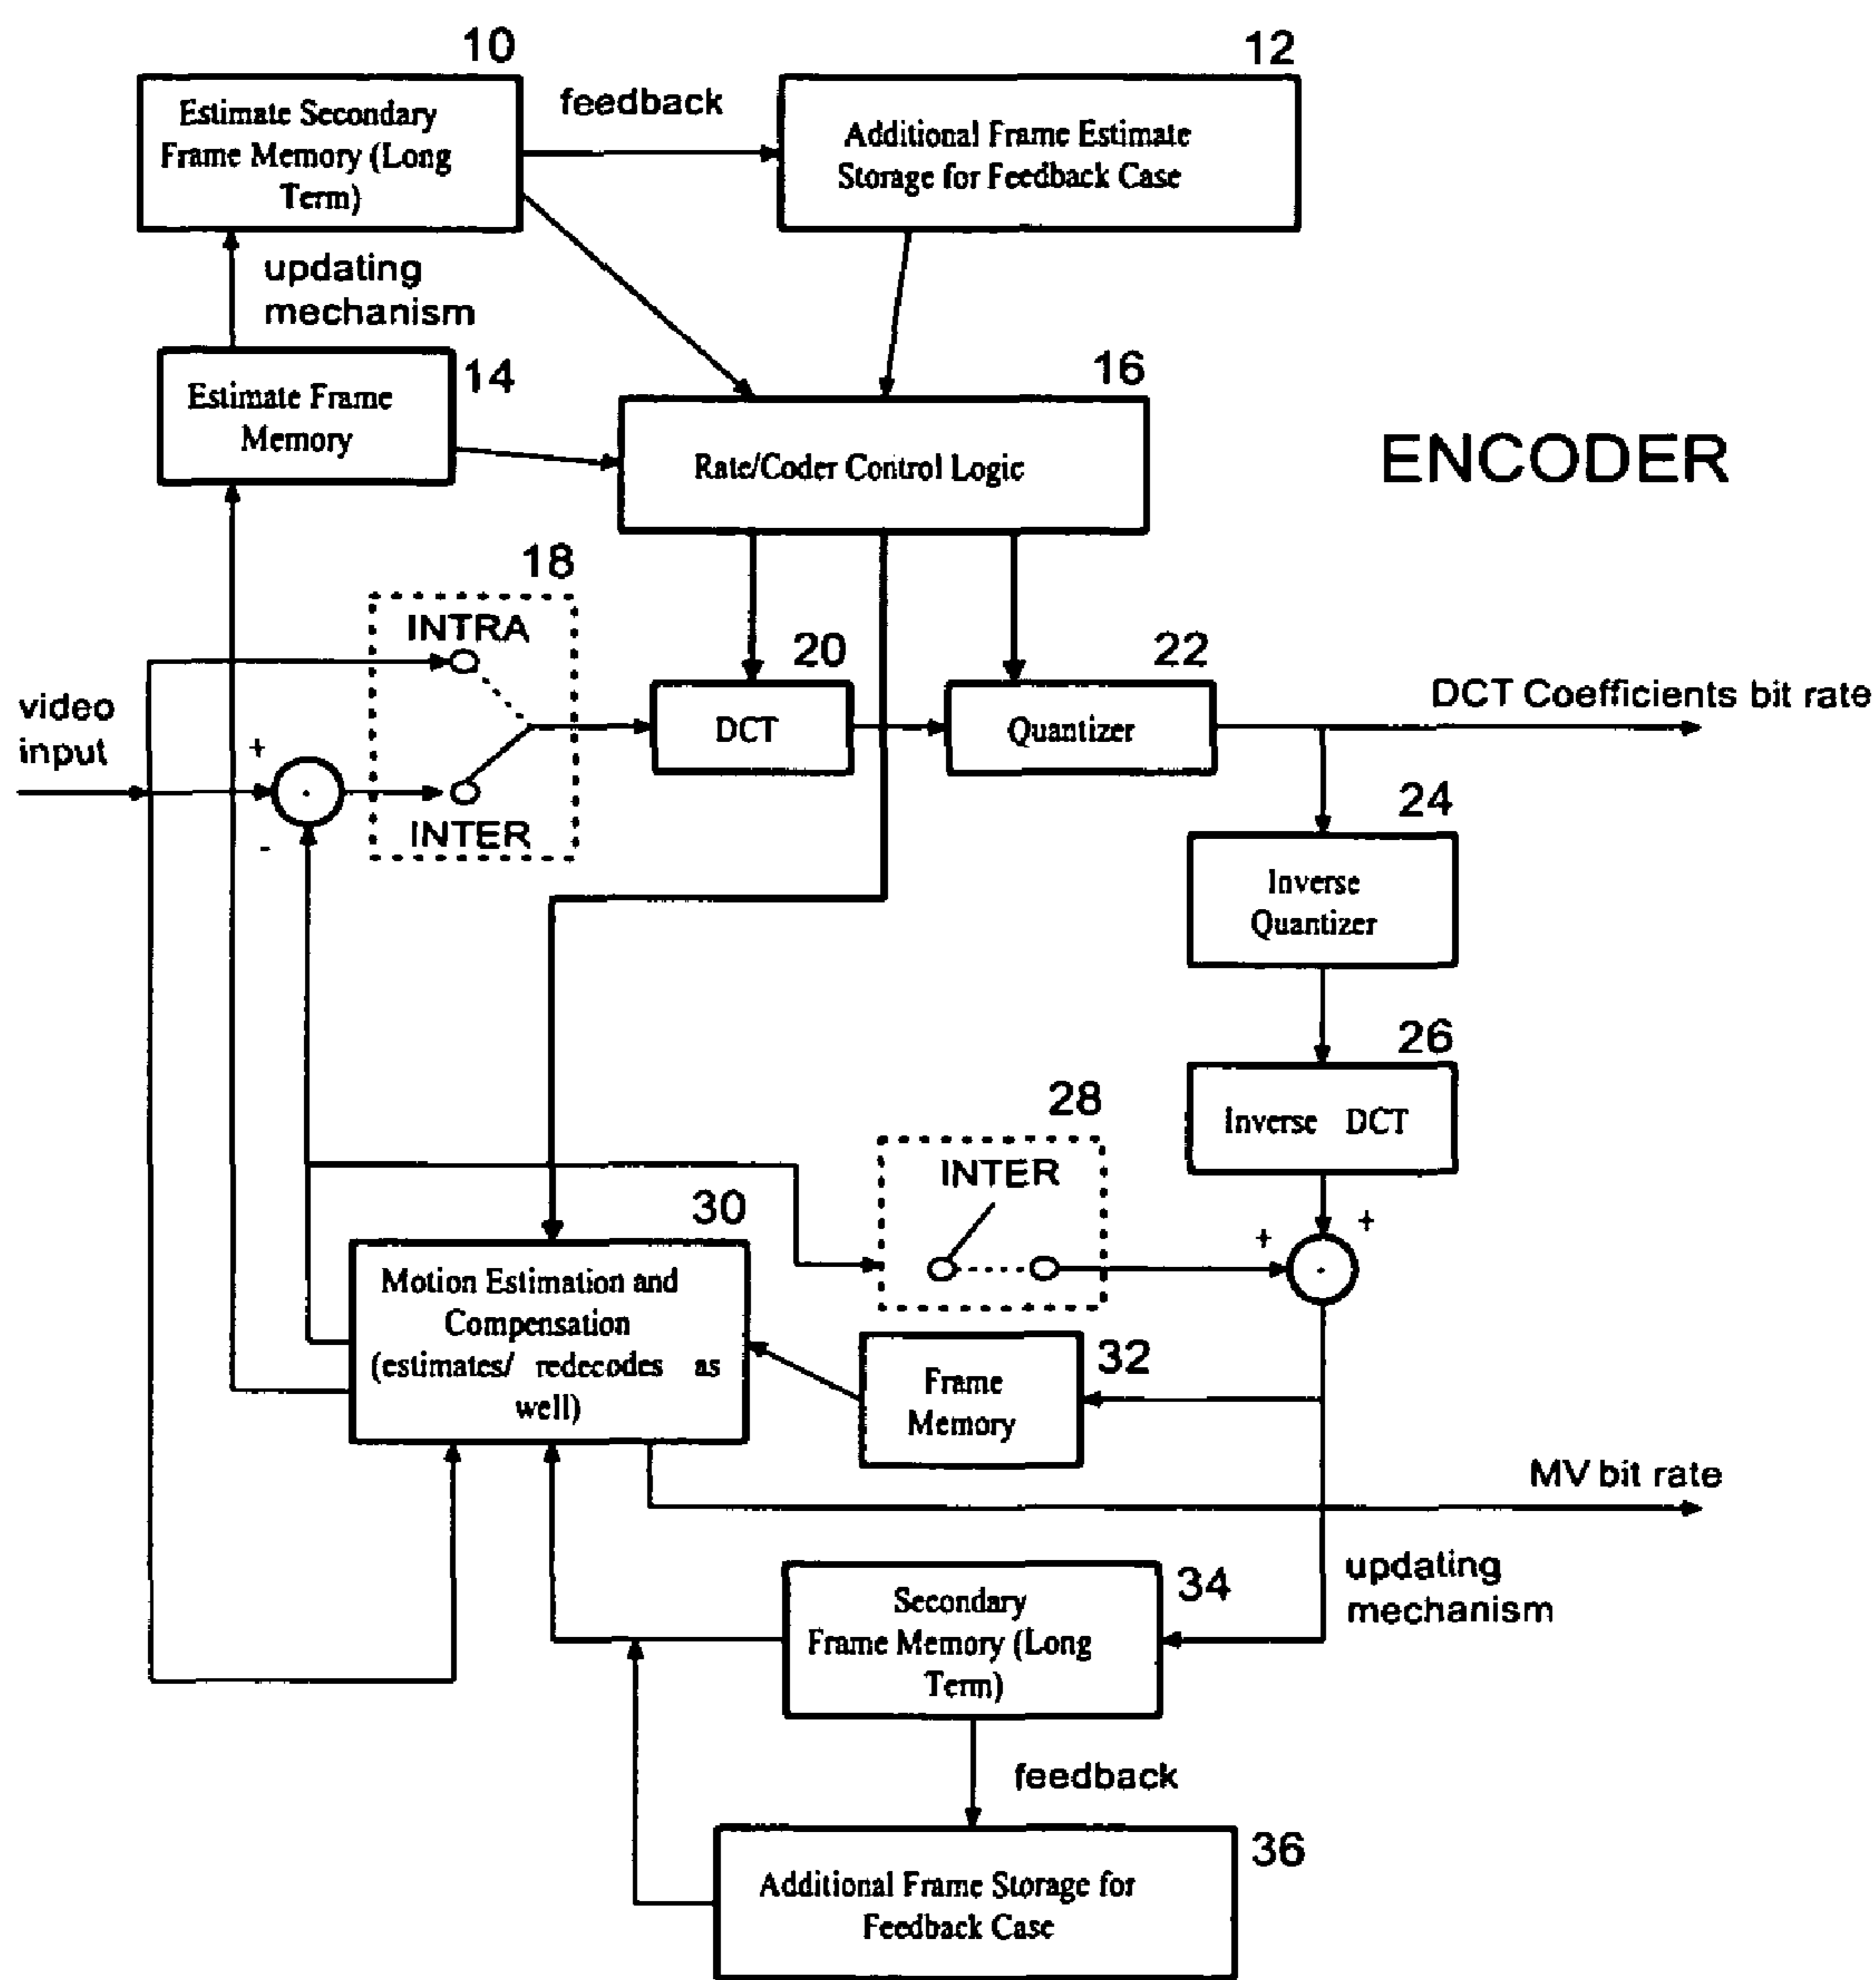 10
12
Estimate Secondary
Frame Memory (Long
Term)
feedback
Additional Frame Estimate
Storage for Feedback Case
updating
mechanism
14
Estimate Frame
Memory
16
Rate/Coder Control Logic
ENCODER
18
INTRA
INTER
20
DCT
22
Quantizer
DCT Coefficients bit rate
video
input
+
-
24
Inverse
Quantizer
26
Inverse DCT
28
INTER
+
+
30
Motion Estimation and
Compensation
(estimates/ redecodes as
well)
32
Frame
Memory
MV bit rate
updating
mechanism
34
Secondary
Frame Memory (Long
Term)
feedback
36
Additional Frame Storage for
Feedback Case